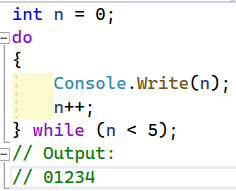 int n = 0;
do
{
    Console.Write(n);
    n++;
} while (n < 5);
// Output:
// 01234